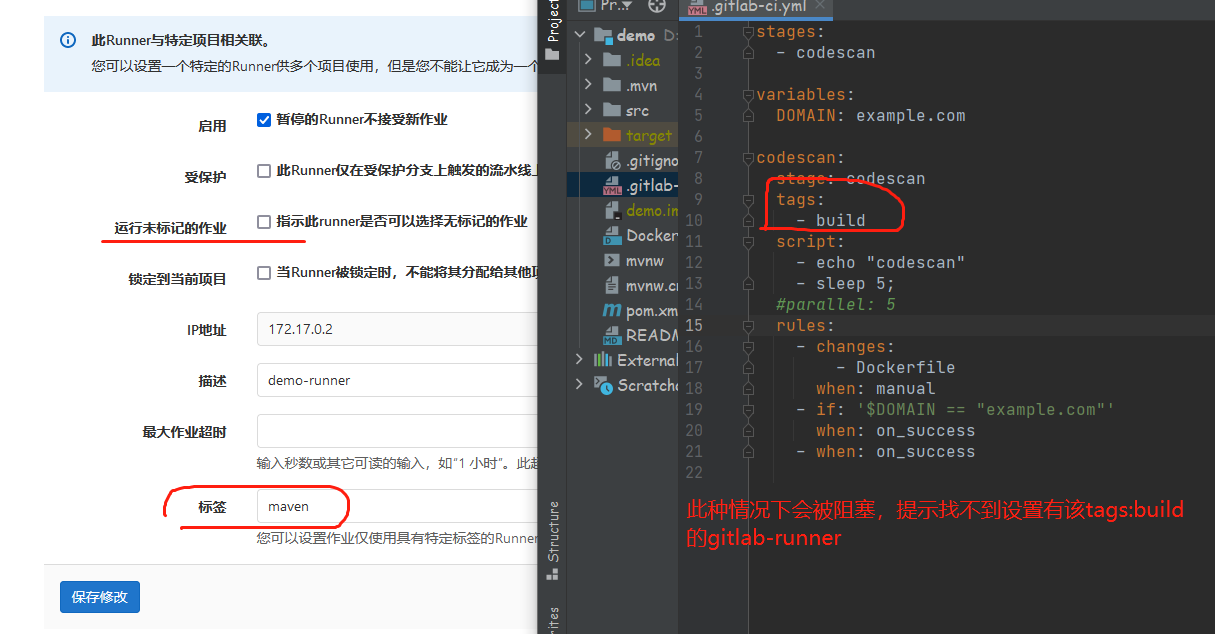 此Runner与特定项目相关联。
您可以设置一个特定的Runner供多个项目使用，但是您不能让它成为一个
启用
暂停的Runner不接受新作业
受保护
此Runner仅在受保护分支上触发的流水线上
运行未标记的作业
指示此runner是否可以选择无标记的作业
锁定到当前项目
当Runner被锁定时，不能将其分配给其他项
IP地址
172.17.0.2
描述
demo-runner
最大作业超时
输入秒数或其它可读的输入，如“1 小时”。此超
标签
maven
您可以设置作业仅使用具有特定标签的Runner
保存修改
Project
Structure
rites
Pr..
demo D:
.idea
.mvn
src
target
.gitigno
.gitlab-
demo.im
Docker
mvnw
mvnw.cm
pom.xm
READM
External
Scratche
YML .gitlab-ci.yml
1 stages:
2 - codescan
3
4 variables:
5 DOMAIN: example.com
6
7 codescan:
8 stage: codescan
9 tags:
10 - build
11 script:
12 - echo "codescan"
13 - sleep 5;
14 #parallel: 5
15 rules:
16 - changes:
17 - Dockerfile
18 when: manual
19 - if: '$DOMAIN == "example.com"'
20 when: on_success
21 - when: on_success
22
此种情况下会被阻塞，提示找不到设置有该tags:build
的gitlab-runner